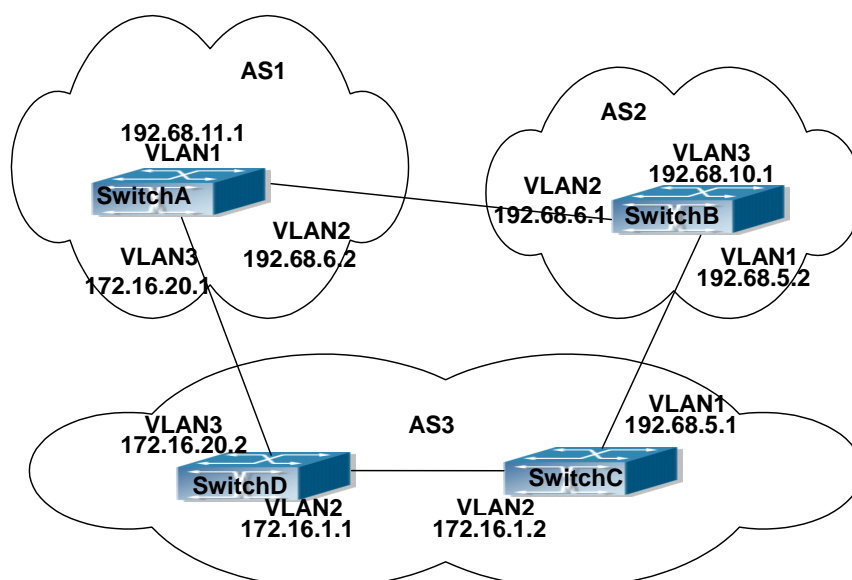 AS1
192.68.11.1
VLAN1
SwitchA
VLAN3
172.16.20.1
VLAN2
192.68.6.2
AS2
VLAN3
192.68.10.1
VLAN2
192.68.6.1
SwitchB
VLAN1
192.68.5.2
AS3
VLAN3
172.16.20.2
SwitchD
VLAN2
172.16.1.1
VLAN1
192.68.5.1
SwitchC
VLAN2
172.16.1.2